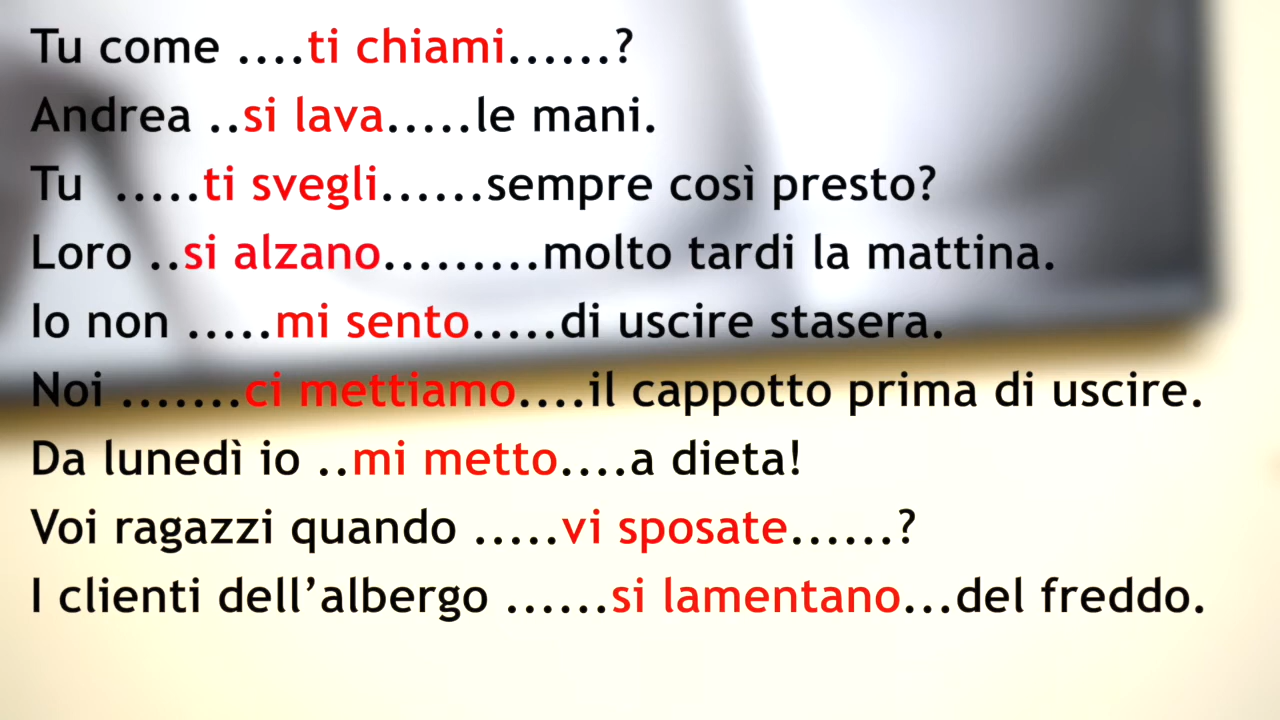 Tu come ....ti chiami......?
Andrea ..si lava.....le mani.
Tu .....ti svegli......sempre così presto?
Loro ..si alzano.........molto tardi la mattina.
Io non .....mi sento.....di uscire stasera.
Noi .......ci mettiamo....il cappotto prima di uscire.
Da lunedì io ..mi metto....a dieta!
Voi ragazzi quando .....vi sposate......?
I clienti dell’albergo ......si lamentano...del freddo.